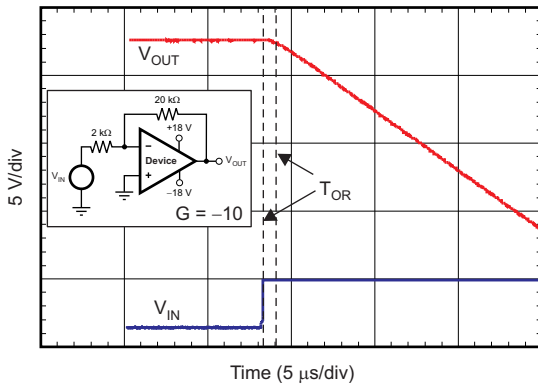 V_OUT
20 kΩ
2 kΩ
+18 V
−
Device
+
V_OUT
V_IN
−18 V
G = −10
T_OR
V_IN
5 V/div
Time (5 μs/div)